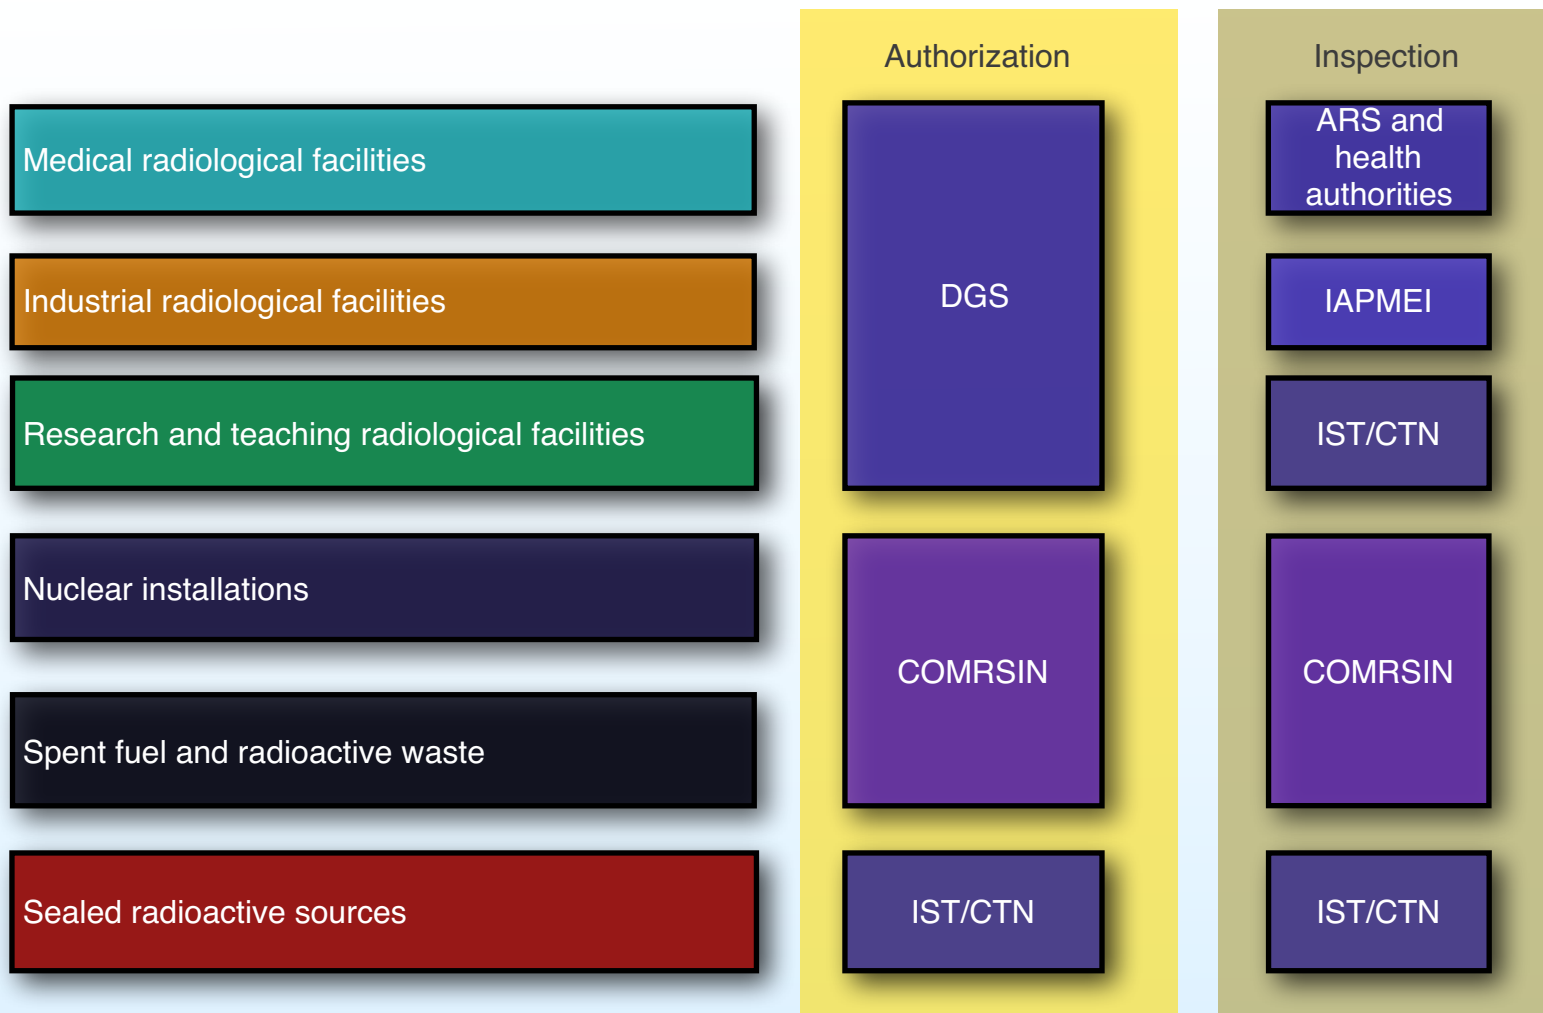 Authorization
Inspection
Medical radiological facilities
ARS and
health
authorities
Industrial radiological facilities
DGS
IAPMEI
Research and teaching radiological facilities
IST/CTN
Nuclear installations
COMRSIN
COMRSIN
Spent fuel and radioactive waste
Sealed radioactive sources
IST/CTN
IST/CTN